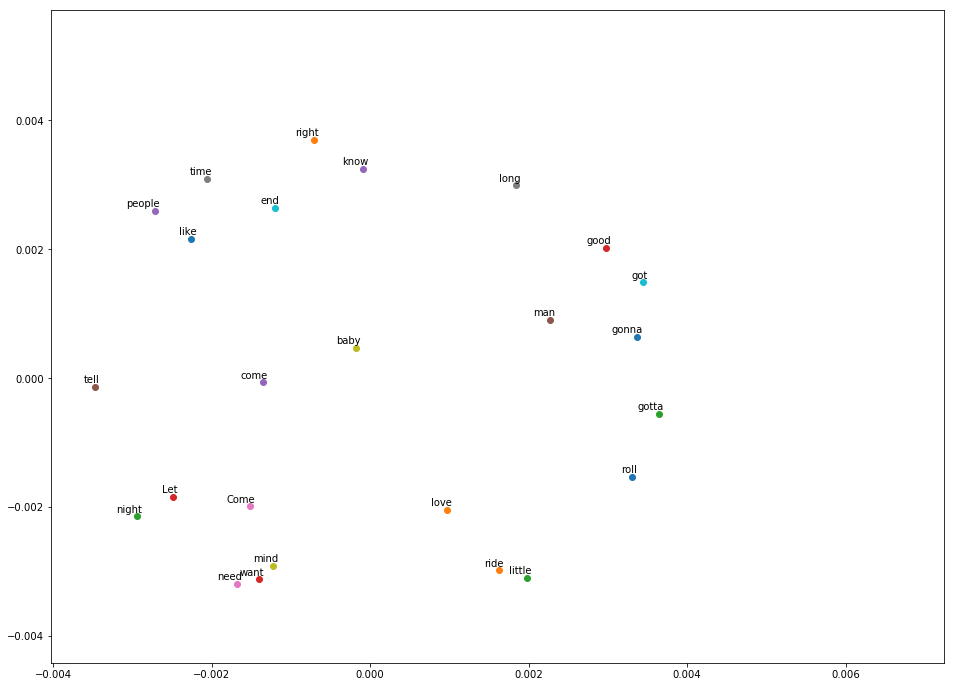 0.004
0.002
0.000
−0.002
−0.004
right
know
time
long
end
people
like
good
got
man
gonna
baby
come
tell
gotta
roll
Let
Come
night
love
mind
ride
want
little
need
−0.004
−0.002
0.000
0.002
0.004
0.006